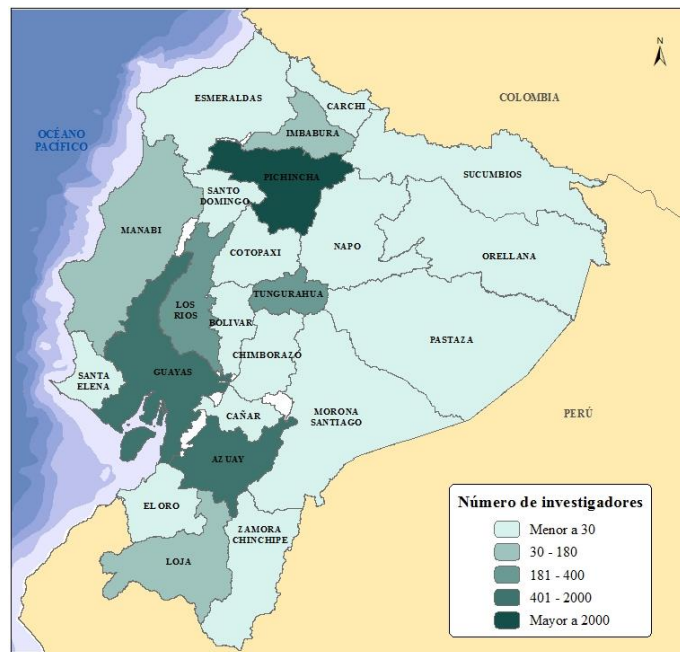 N
COLOMBIA
ESMERALDAS
CARCHI
OCÉANO
PACÍFICO
IMBABURA
PICHINCHA
SUCUMBIOS
SANTO
DOMINGO
MANABI
COTOPAXI
NAPO
ORELLANA
TUNGURAHUA
LOS
RIOS
BOLIVAR
PASTAZA
CHIMBORAZO
SANTA
ELENA
GUAYAS
CAÑAR
MORONA
SANTIAGO
PERÚ
AZUAY
EL ORO
ZAMORA
CHINCHIPE
LOJA
Número de investigadores
Menor a 30
30 - 180
181 - 400
401 - 2000
Mayor a 2000